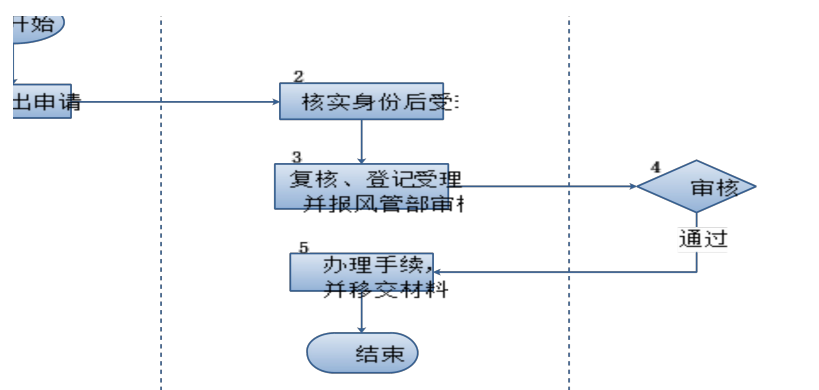 开始
出申请
2
核实身份后受
3
复核、登记受理
并报风管部审
4
审核
通过
5
办理手续，
并移交材料
结束